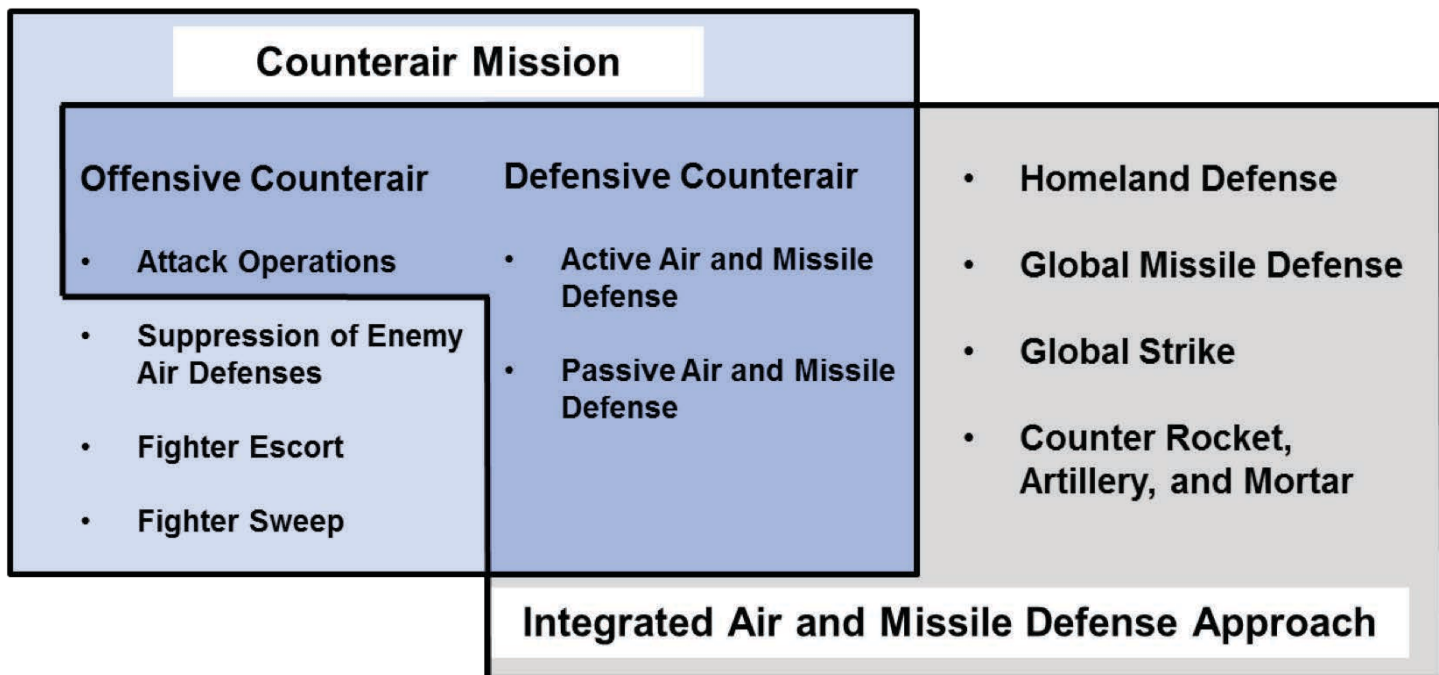 Counterair Mission
Offensive Counterair
• Attack Operations
• Suppression of Enemy
Air Defenses
• Fighter Escort
• Fighter Sweep
Defensive Counterair
• Active Air and Missile
Defense
• Passive Air and Missile
Defense
• Homeland Defense
• Global Missile Defense
• Global Strike
• Counter Rocket,
Artillery, and Mortar
Integrated Air and Missile Defense Approach